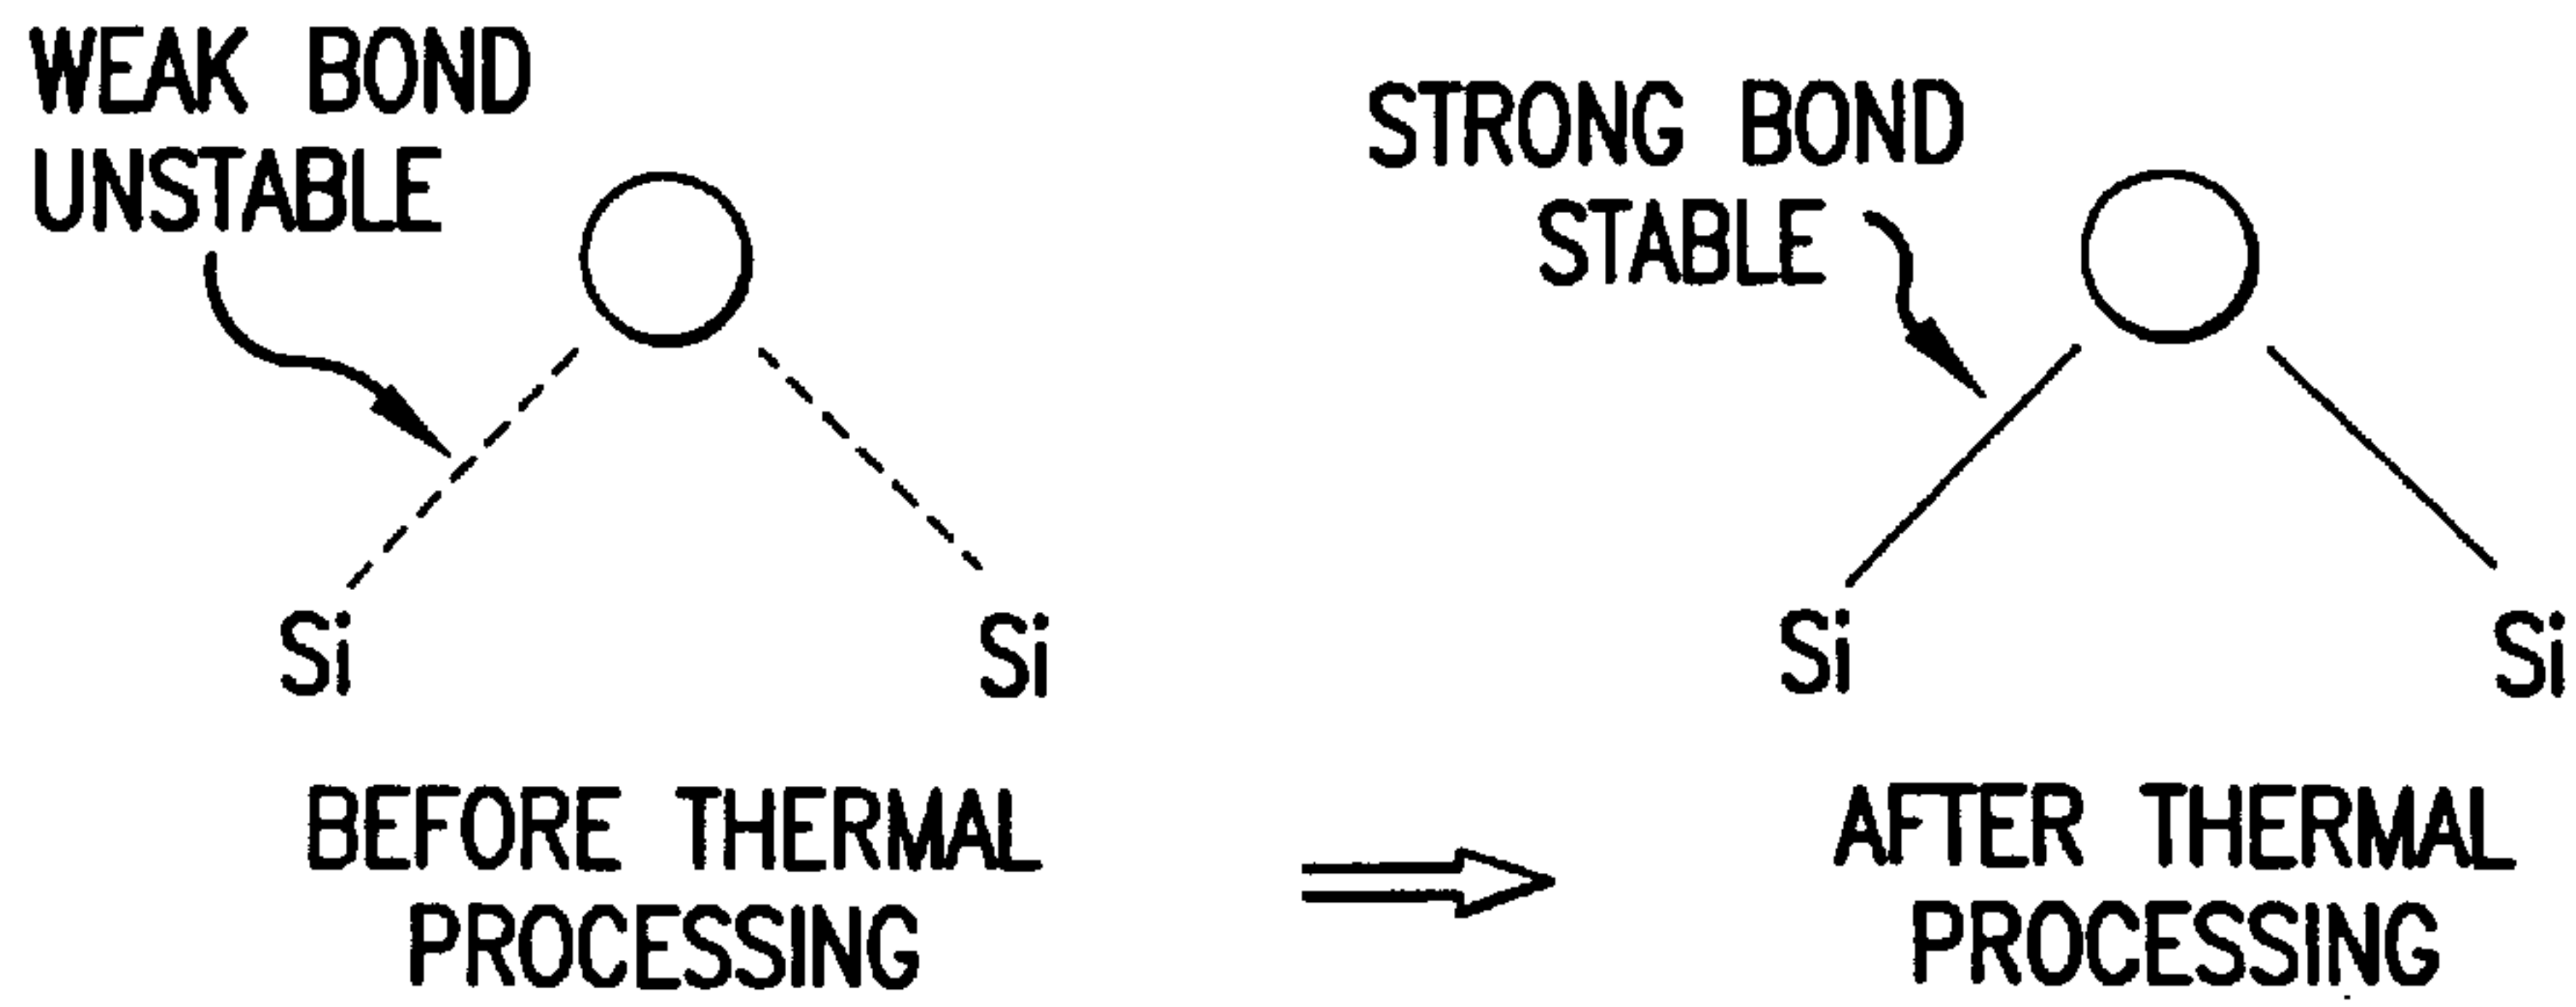 WEAK BOND
UNSTABLE
O
Si
Si
BEFORE THERMAL
PROCESSING
STRONG BOND
STABLE
O
Si
Si
AFTER THERMAL
PROCESSING